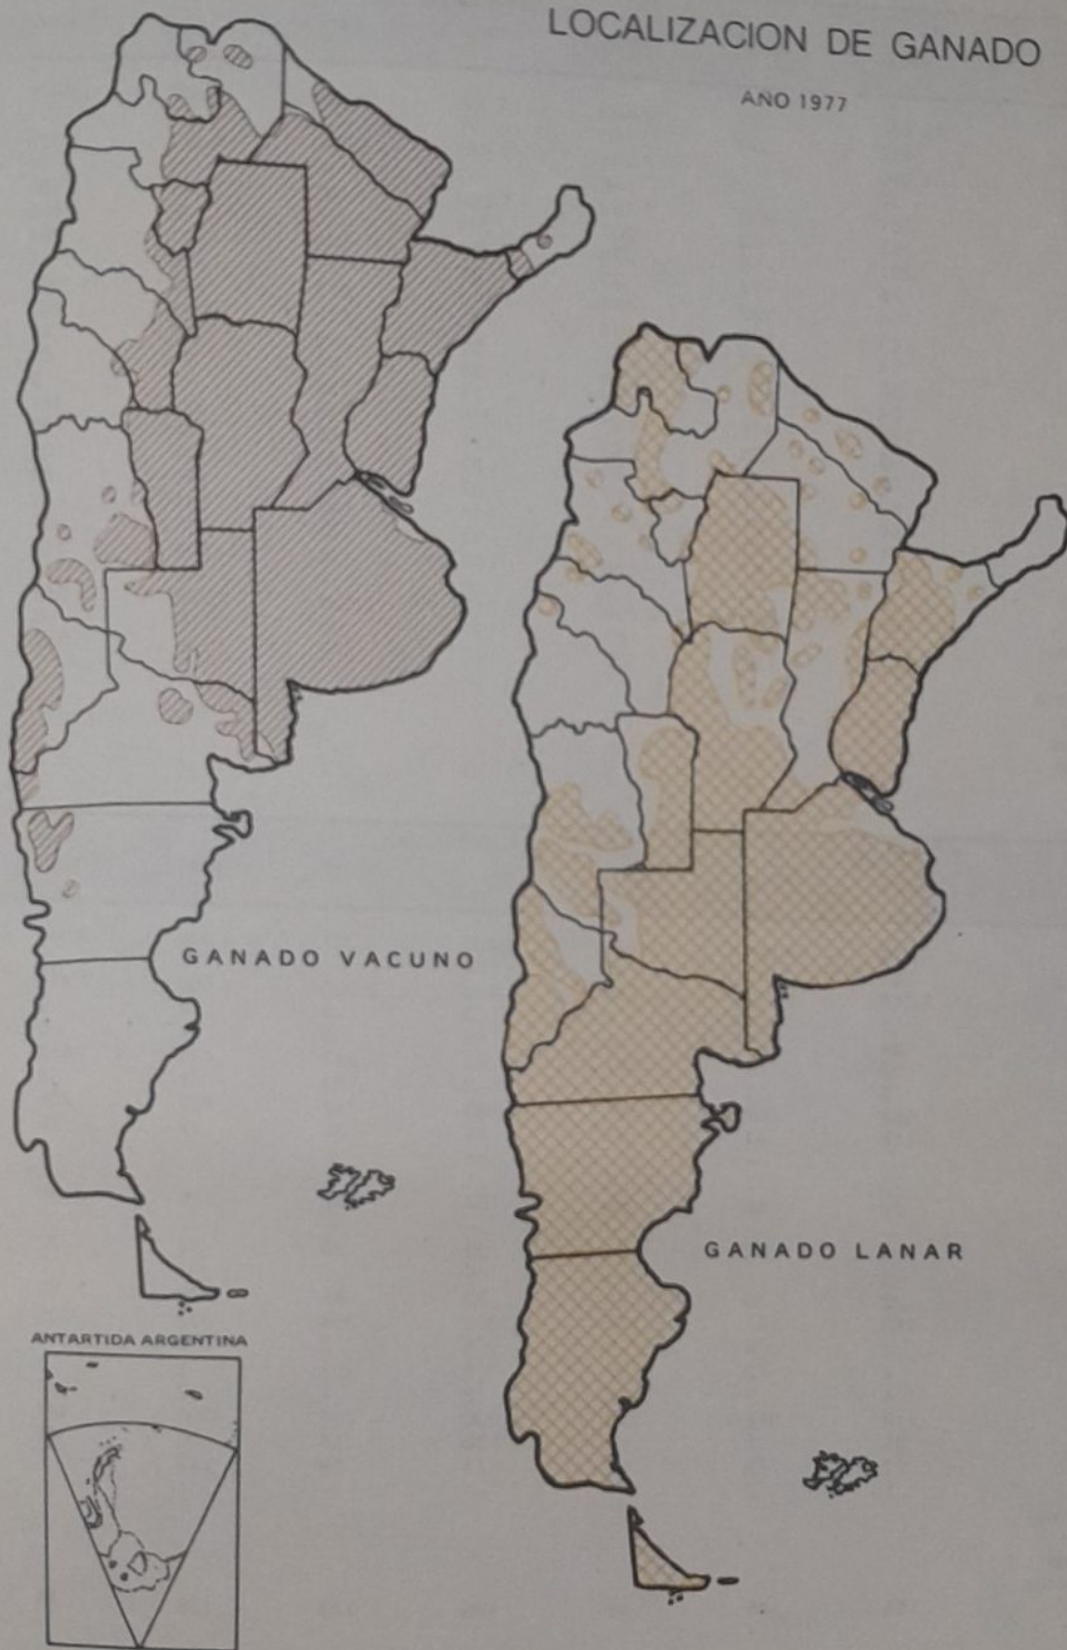 LOCALIZACION DE GANADO
AÑO 1977
GANADO VACUNO
GANADO LANAR
ANTARTIDA ARGENTINA